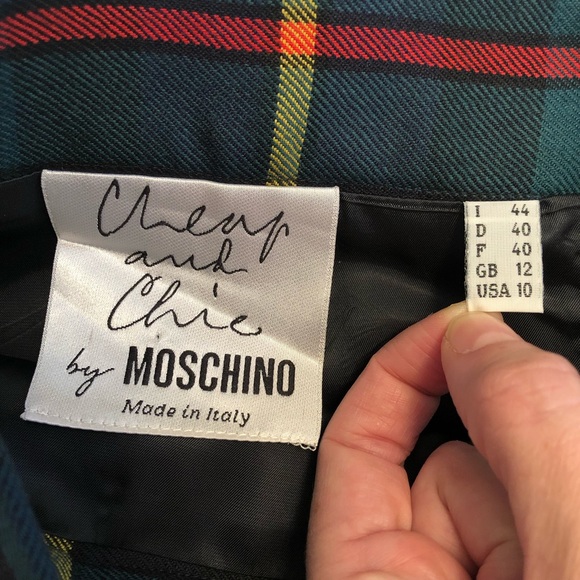 Cheap
and
Chic
by MOSCHINO
Made in Italy
I 44
D 40
F 40
GB 12
USA 10